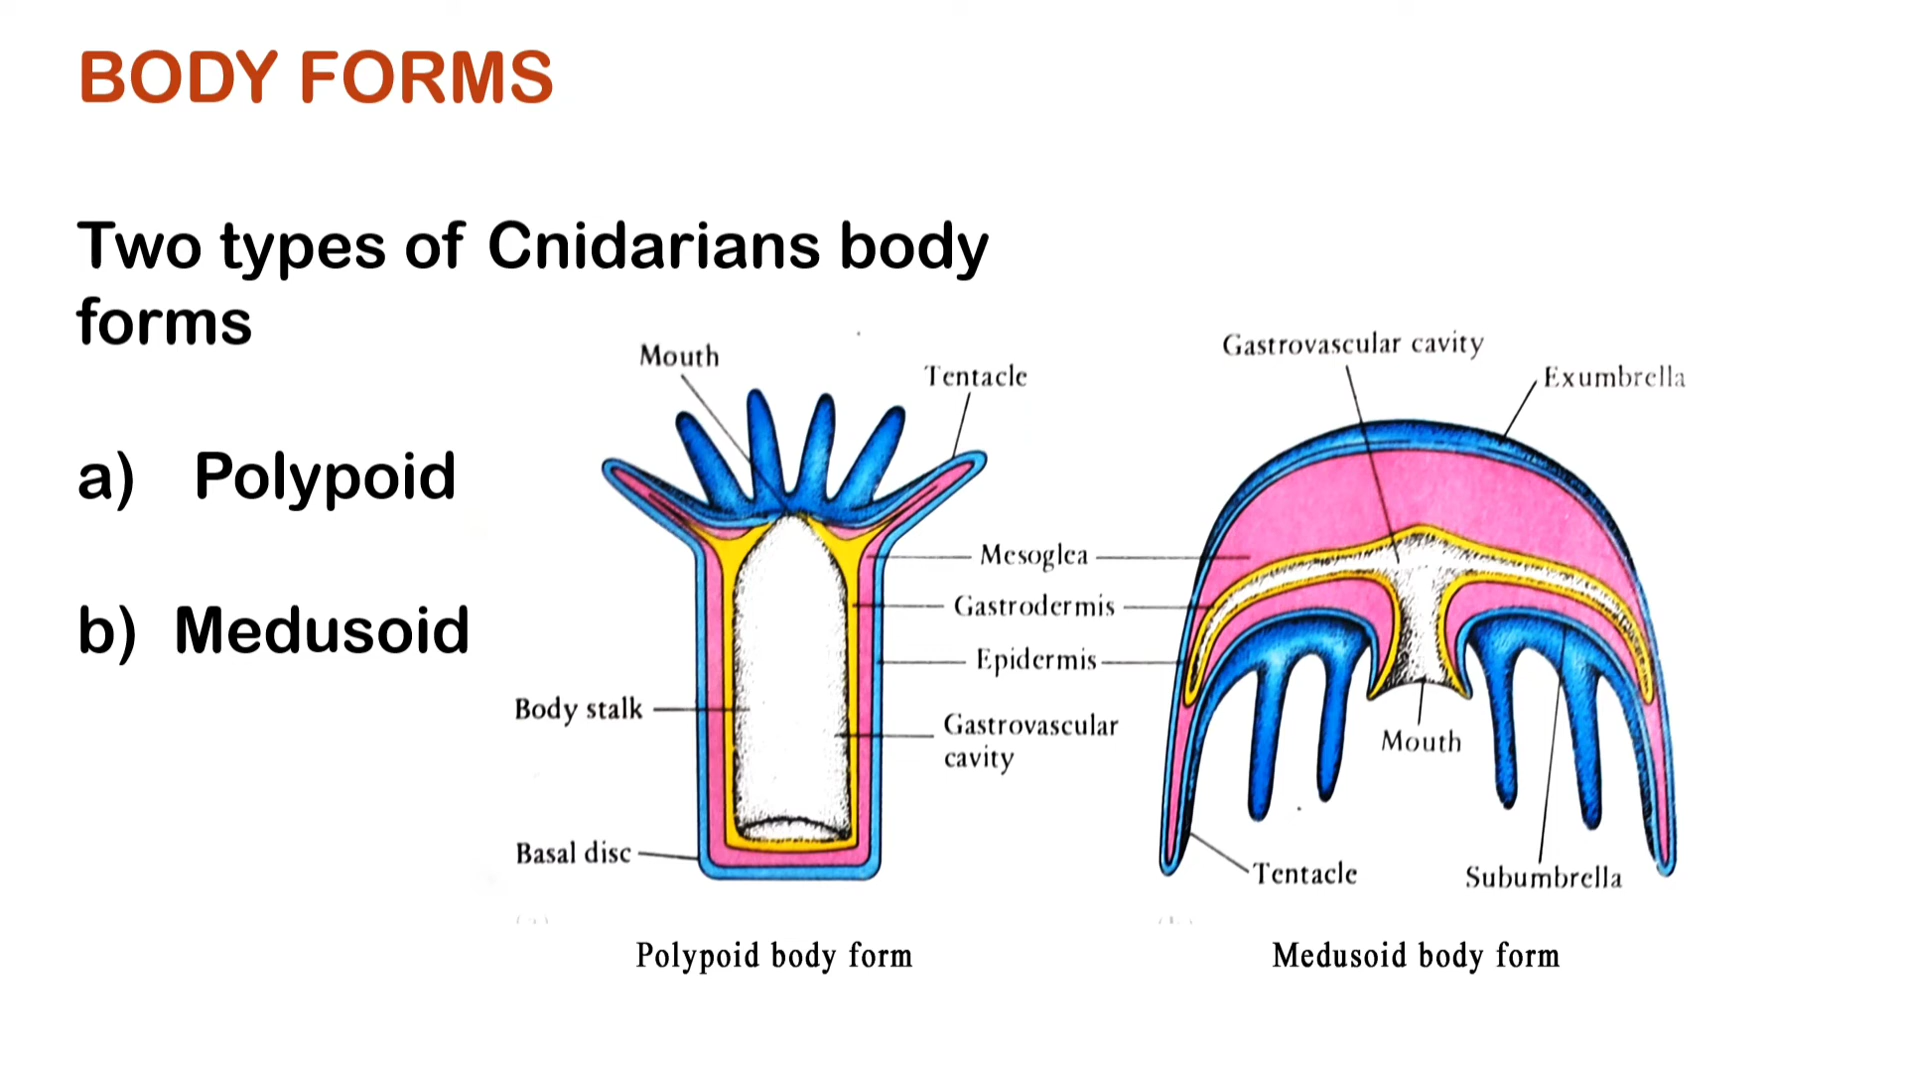 BODY FORMS
Two types of Cnidarians body
forms
a) Polypoid
b) Medusoid
Mouth
Tentacle
Gastrovascular cavity
Exumbrella
Mesoglea
Gastrodermis
Epidermis
Body stalk
Gastrovascular
cavity
Mouth
Basal disc
Tentacle
Subumbrella
Polypoid body form
Medusoid body form